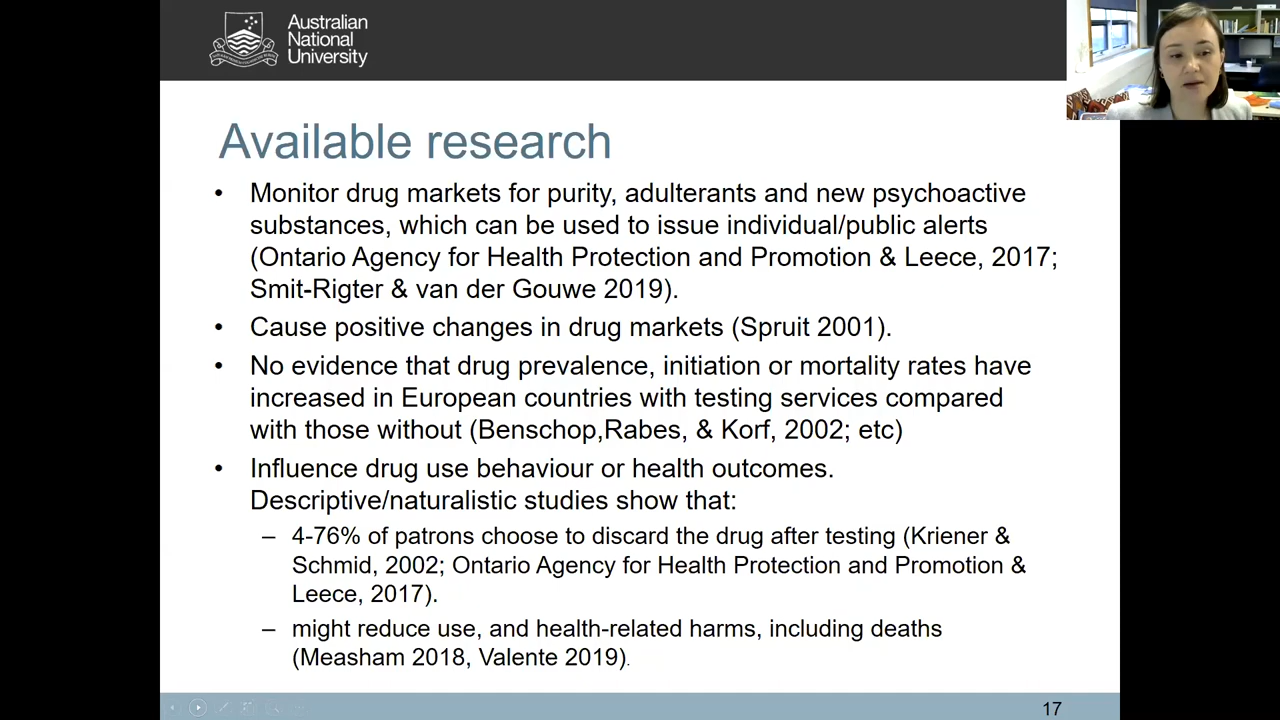 Australian
National
University
Available research
• Monitor drug markets for purity, adulterants and new psychoactive
substances, which can be used to issue individual/public alerts
(Ontario Agency for Health Protection and Promotion & Leece, 2017;
Smit-Rigter & van der Gouwe 2019).
• Cause positive changes in drug markets (Spruit 2001).
• No evidence that drug prevalence, initiation or mortality rates have
increased in European countries with testing services compared
with those without (Benschop,Rabes, & Korf, 2002; etc)
• Influence drug use behaviour or health outcomes.
Descriptive/naturalistic studies show that:
– 4-76% of patrons choose to discard the drug after testing (Kriener &
Schmid, 2002; Ontario Agency for Health Protection and Promotion &
Leece, 2017).
– might reduce use, and health-related harms, including deaths
(Measham 2018, Valente 2019).
17